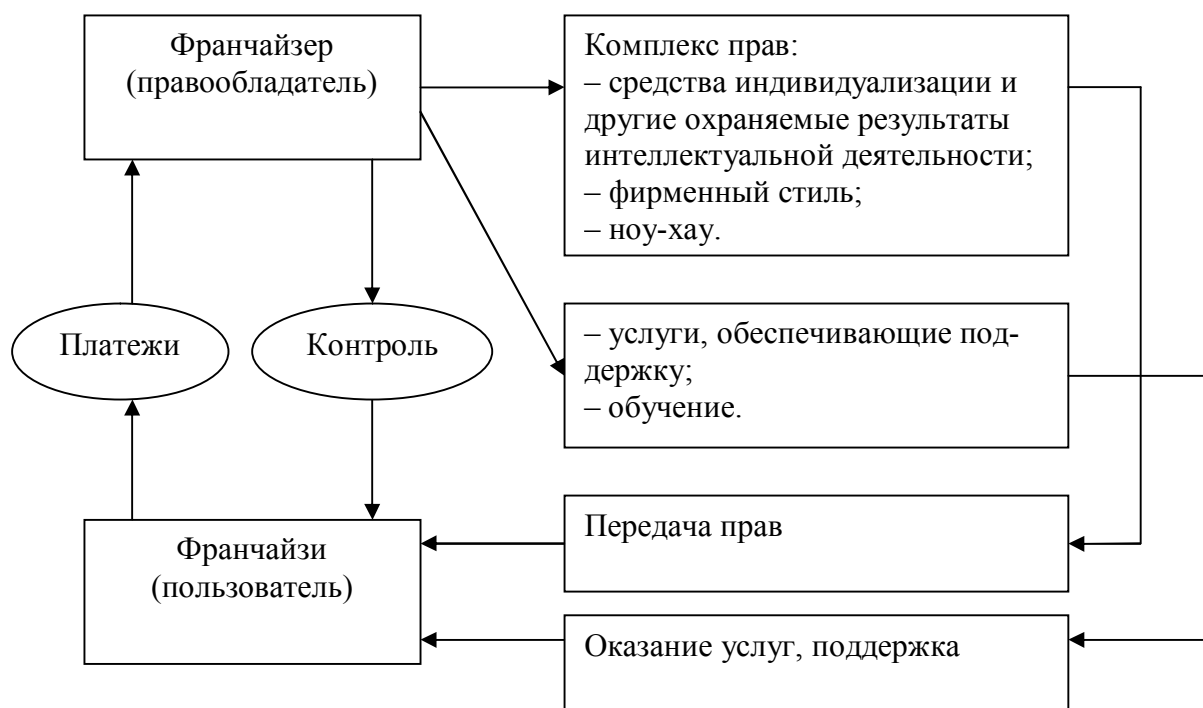 Франчайзер
(правообладатель)
Комплекс прав:
– средства индивидуализации и
другие охраняемые результаты
интеллектуальной деятельности;
– фирменный стиль;
– ноу-хау.
Платежи
Контроль
– услуги, обеспечивающие под-
держку;
– обучение.
Франчайзи
(пользователь)
Передача прав
Оказание услуг, поддержка